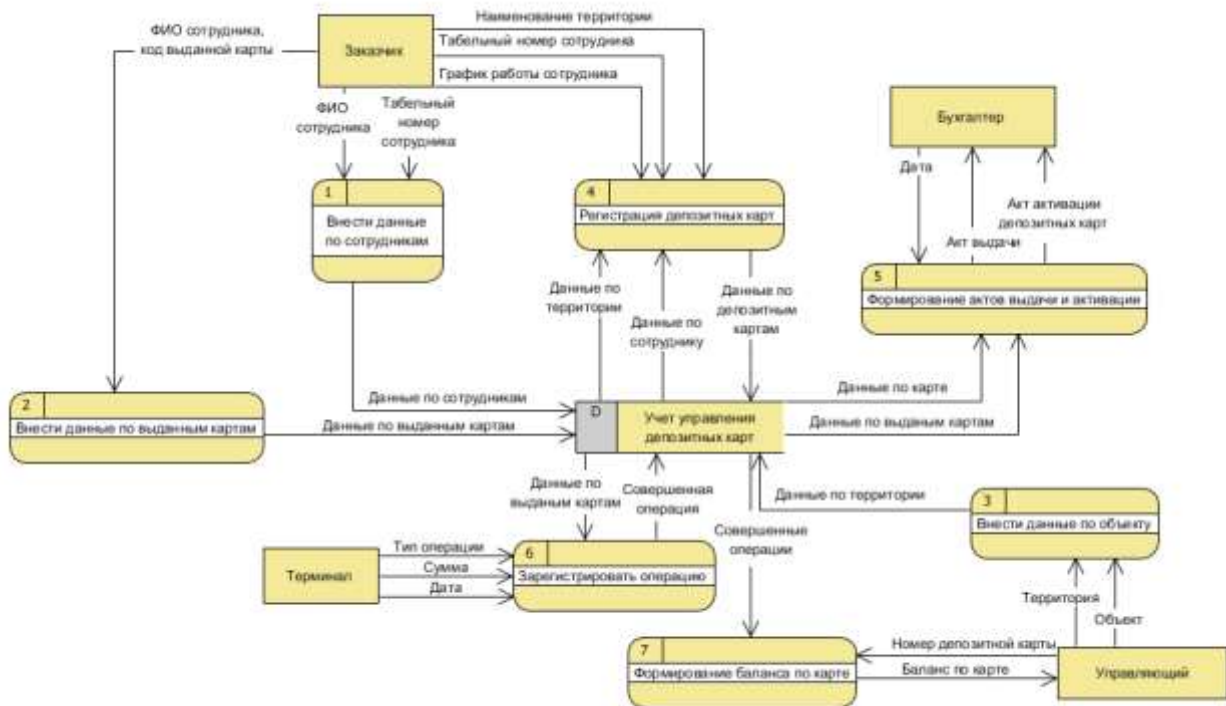 Наименование территории
ФИО сотрудника,
код выданной карты
Заказчик
Табельный номер сотрудника
График работы сотрудника
ФИО
сотрудника
Табельный
номер
сотрудника
Бухгалтер
Дата
Акт активации
депозитных карт
Акт выдачи
1
Внести данные
по сотрудникам
4
Регистрация депозитных карт
5
Формирование актов выдачи и активации
Данные по
территории
Данные по
сотруднику
Данные по
депозитным
картам
2
Внести данные по выданным картам
Данные по сотрудникам
Данные по выданным картам
D
Учет управления
депозитных карт
Данные по карте
Данные по выданым картам
Данные по
выданым картам
Совершенная
операция
Совершенные
операции
Данные по территории
3
Внести данные по объекту
Терминал
Тип операции
Сумма
Дата
6
Зарегистрировать операцию
Территория
Объект
7
Формирование баланса по карте
Номер депозитной карты
Баланс по карте
Управляющий